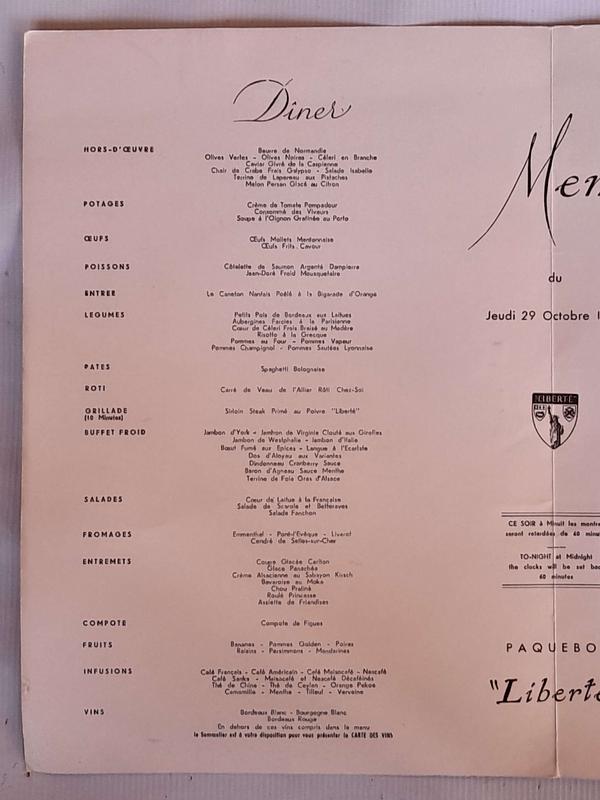 Dîner
HORS-D'ŒUVRE
Beurre de Normandie
Olives Vertes - Olives Noires - Céleri en Branche
Caviar Givré de la Caspienne
Chair de Crabe Frais Calypso - Salade Isabelle
Terrine de Lapereau aux Pistaches
Melon Persan Glacé au Citron
POTAGES
Crème de Tomate Pompadour
Consommé des Viveurs
Soupe à l'Oignon Gratinée au Porto
ŒUFS
Œufs Mollets Mentonnaise
Œufs Frits Cavour
POISSONS
Côtelette de Saumon Argenté Dampierre
Jean-Doré Froid Mousquetaire
ENTREE
Le Caneton Nantais Poêlé à la Bigarade d'Orange
LEGUMES
Petits Pois de Bordeaux aux Laitues
Aubergines Farcies à la Parisienne
Cœur de Céleri Frais Braisé au Madère
Risotto à la Grecque
Pommes au Four - Pommes Vapeur
Pommes Champignol - Pommes Sautées Lyonnaise
PATES
Spaghetti Bolognaise
ROTI
Carré de Veau de l'Allier Rôti Chez-Soi
GRILLADE
(10 Minutes)
Sirloin Steak Primé au Poivre "Liberté"
BUFFET FROID
Jambon d'York - Jambon de Virginie Clouté aux Girofles
Jambon de Westphalie - Jambon d'Italie
Bœuf Fumé aux Epices - Langue à l'Ecarlate
Dos d'Aloyau aux Variantes
Dindonneau Cranberry Sauce
Baron d'Agneau Sauce Menthe
Terrine de Foie Gras d'Alsace
SALADES
Cœur de Laitue à la Française
Salade de Scarole et Betteraves
Salade Fanchon
FROMAGES
Emmenthal - Pont-l'Evêque - Livarot
Cendré de Selles-sur-Cher
ENTREMETS
Coupe Glacée Carlton
Glace Panachée
Crème Alsacienne au Sabayon Kirsch
Bavaroise au Moka
Chou Praliné
Roulé Princesse
Assiette de Friandises
COMPOTE
Compote de Figues
FRUITS
Bananes - Pommes Golden - Poires
Raisins - Persimmons - Mandarines
INFUSIONS
Café Français - Café Américain - Café Maisocafé - Nescafé
Café Sanka - Maisocafé et Nescafé Décaféinés
Thé de Chine - Thé de Ceylan - Orange Pekoe
Camomille - Menthe - Tilleul - Verveine
VINS
Bordeaux Blanc - Bourgogne Blanc
Bordeaux Rouge
En dehors de ces vins compris dans le menu
le Sommelier est à votre disposition pour vous présenter la CARTE DES VINS
Men
du
Jeudi 29 Octobre 1
LIBERTÉ
CE SOIR à Minuit les montre
seront retardées de 60 minu
TO-NIGHT at Midnight
the clocks will be set bac
60 minutes
PAQUEBO
"Liberté